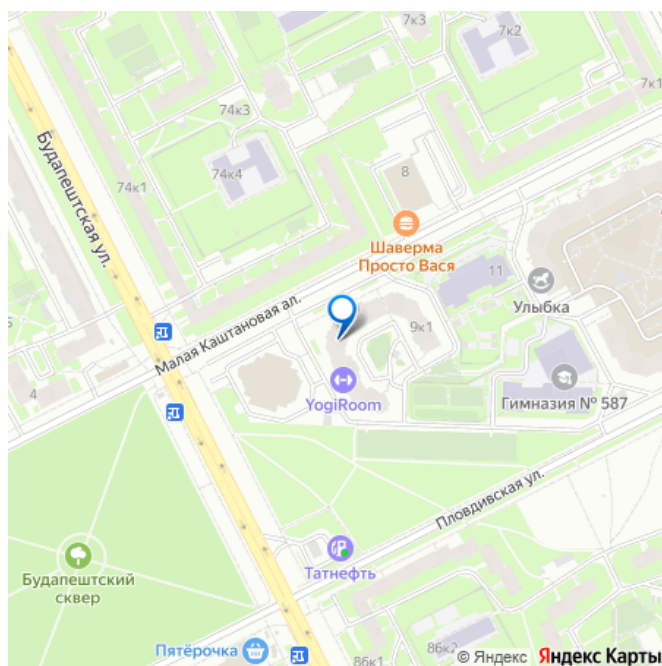 7к3
7к2
7к1
74к3
74к4
74к1
8
Будапештская ул.
Шаверма
Просто Вася
11
Улыбка
Малая Каштановая ал.
9к1
4
YogiRoom
Гимназия № 587
Пловдивская ул.
Татнефть
Будапештский
сквер
Пятёрочка
86к1
86к2
© Яндекс Яндекс Карты